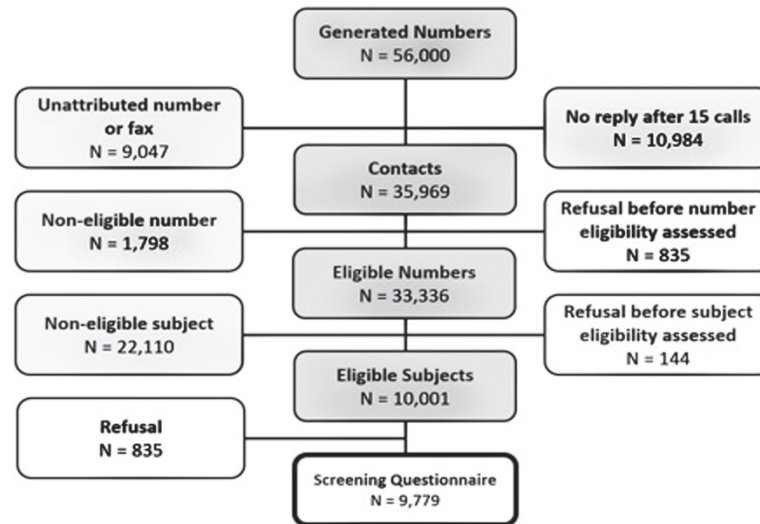 Generated Numbers
N = 56,000
Unattributed number
or fax
N = 9,047
No reply after 15 calls
N = 10,984
Contacts
N = 35,969
Non-eligible number
N = 1,798
Refusal before number
eligibility assessed
N = 835
Eligible Numbers
N = 33,336
Non-eligible subject
N = 22,110
Refusal before subject
eligibility assessed
N = 144
Eligible Subjects
N = 10,001
Refusal
N = 835
Screening Questionnaire
N = 9,779